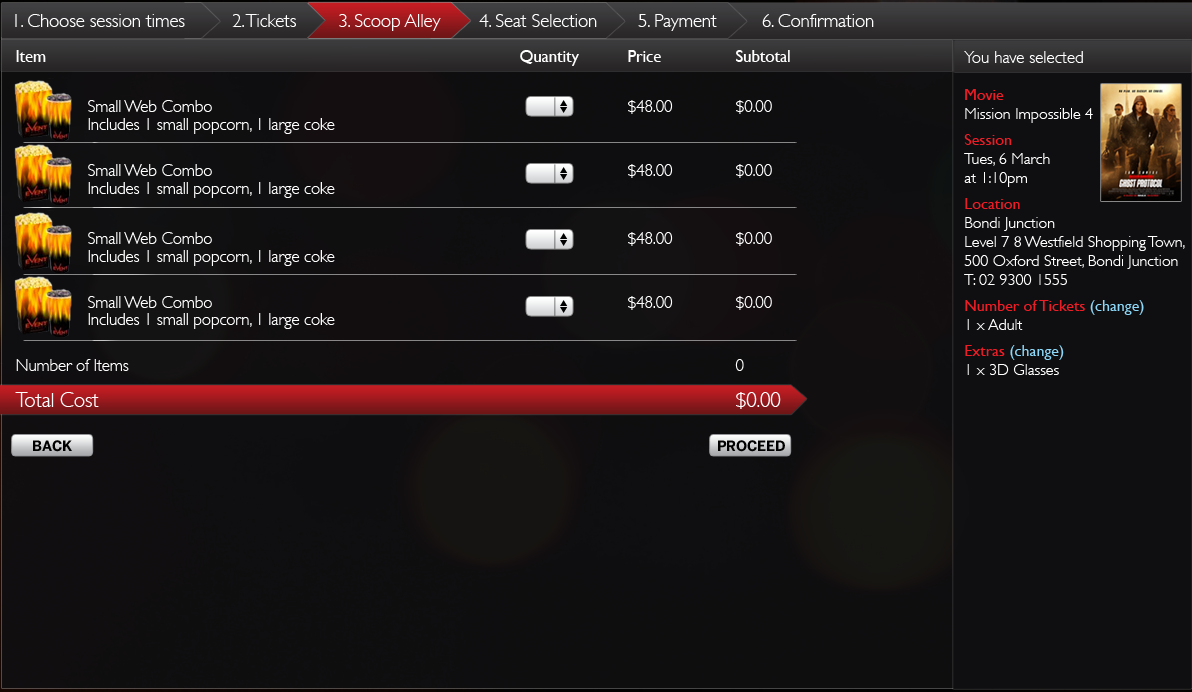 1. Choose session times 2. Tickets 3. Scoop Alley 4. Seat Selection 5. Payment 6. Confirmation
Item Quantity Price Subtotal
Small Web Combo $48.00 $0.00
Includes 1 small popcorn, 1 large coke
Small Web Combo $48.00 $0.00
Includes 1 small popcorn, 1 large coke
Small Web Combo $48.00 $0.00
Includes 1 small popcorn, 1 large coke
Small Web Combo $48.00 $0.00
Includes 1 small popcorn, 1 large coke
Number of Items 0
Total Cost $0.00
BACK PROCEED
You have selected
Movie
Mission Impossible 4
Session
Tues, 6 March
at 1:10pm
Location
Bondi Junction
Level 7 8 Westfield Shopping Town,
500 Oxford Street, Bondi Junction
T: 02 9300 1555
Number of Tickets (change)
1 x Adult
Extras (change)
1 x 3D Glasses
TOM CRUISE
GHOST PROTOCOL